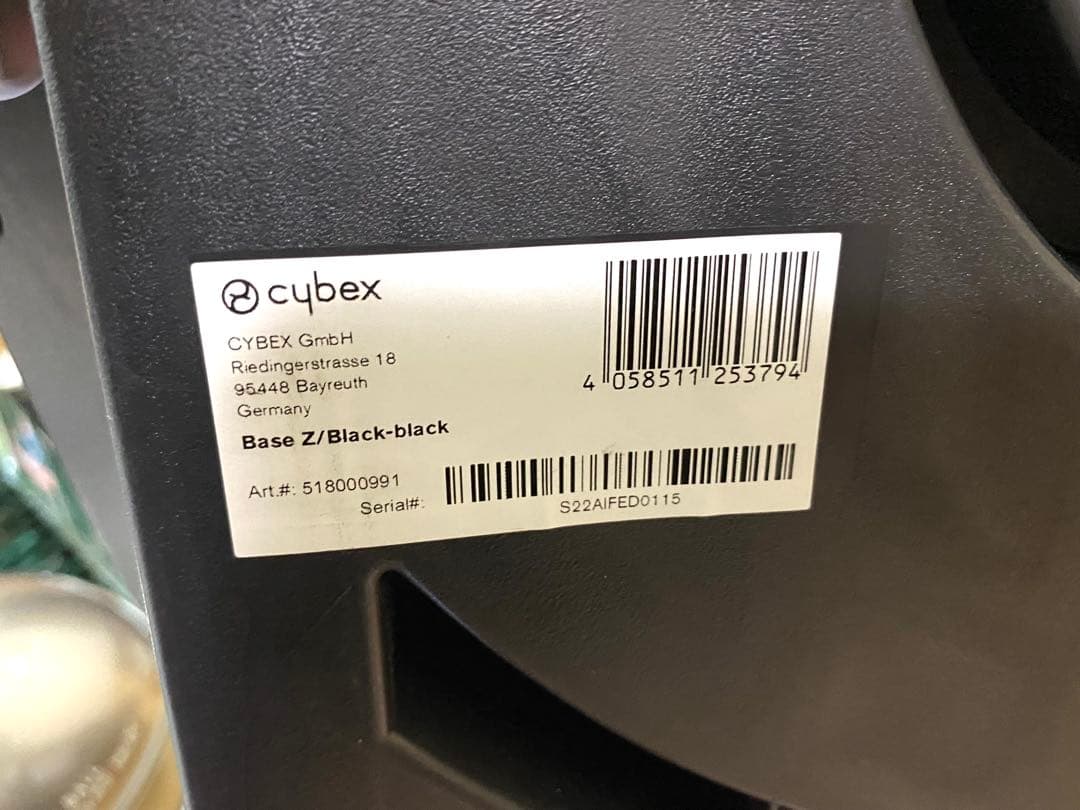 cybex
CYBEX GmbH
Riedingerstrasse 18
95448 Bayreuth
Germany
Base Z/Black-black
Art.#: 518000991
Serial#:
4 058511 253794
S22AIFED0115